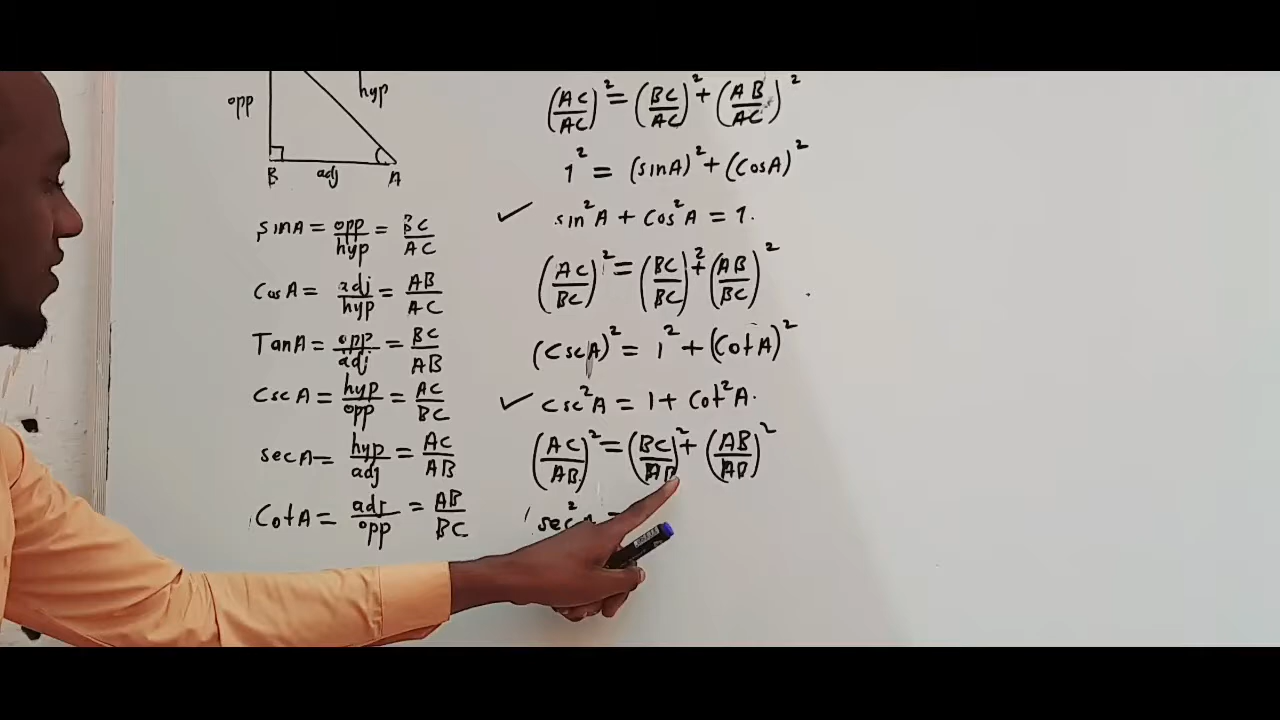 opp
hyp
B adj A
sinA = opp/hyp = BC/AC
CosA = adj/hyp = AB/AC
TanA = opp/adj = BC/AB
CscA = hyp/opp = AC/BC
secA = hyp/adj = AC/AB
CotA = adj/opp = AB/BC
(AC/AC)² = (BC/AC)² + (AB/AC)²
1² = (sinA)² + (CosA)²
✓ sin²A + Cos²A = 1.
(AC/BC)² = (BC/BC)² + (AB/BC)²
(CscA)² = 1² + (CotA)²
✓ csc²A = 1 + Cot²A.
(AC/AB)² = (BC/AB)² + (AB/AB)²
sec²A =